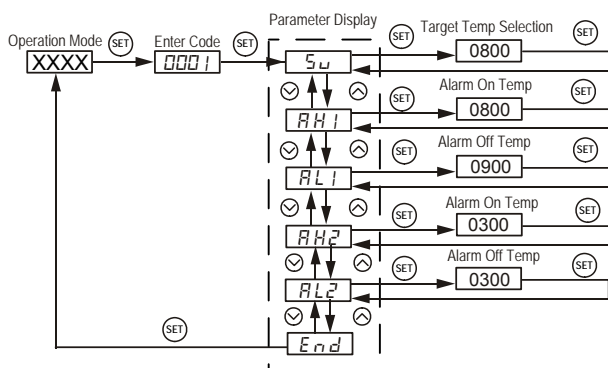 Parameter Display
Operation Mode SET Enter Code SET SET Target Temp Selection SET
XXXX 0001 Su 0800
SET Alarm On Temp SET
AH1 0800
SET Alarm Off Temp SET
AL1 0900
SET Alarm On Temp SET
AH2 0300
SET Alarm Off Temp SET
AL2 0300
SET
End